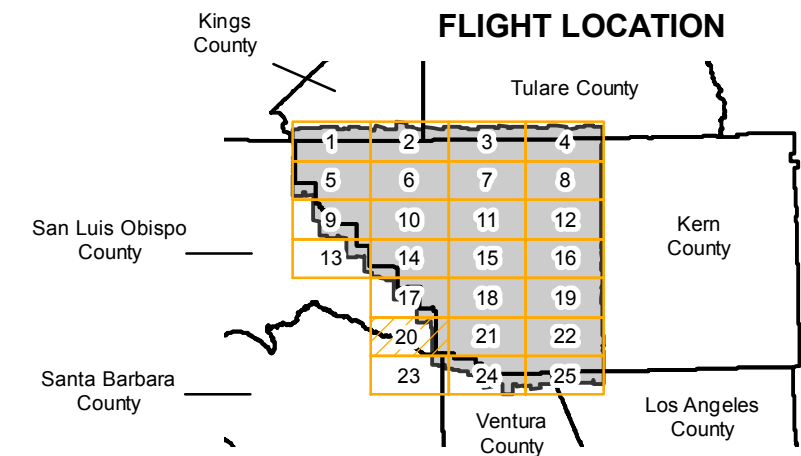 Kings
County
FLIGHT LOCATION
Tulare County
1 2 3 4
5 6 7 8
San Luis Obispo
County
9 10 11 12
Kern
County
13 14 15 16
17 18 19
20 21 22
Santa Barbara
County
23 24 25
Ventura
County
Los Angeles
County